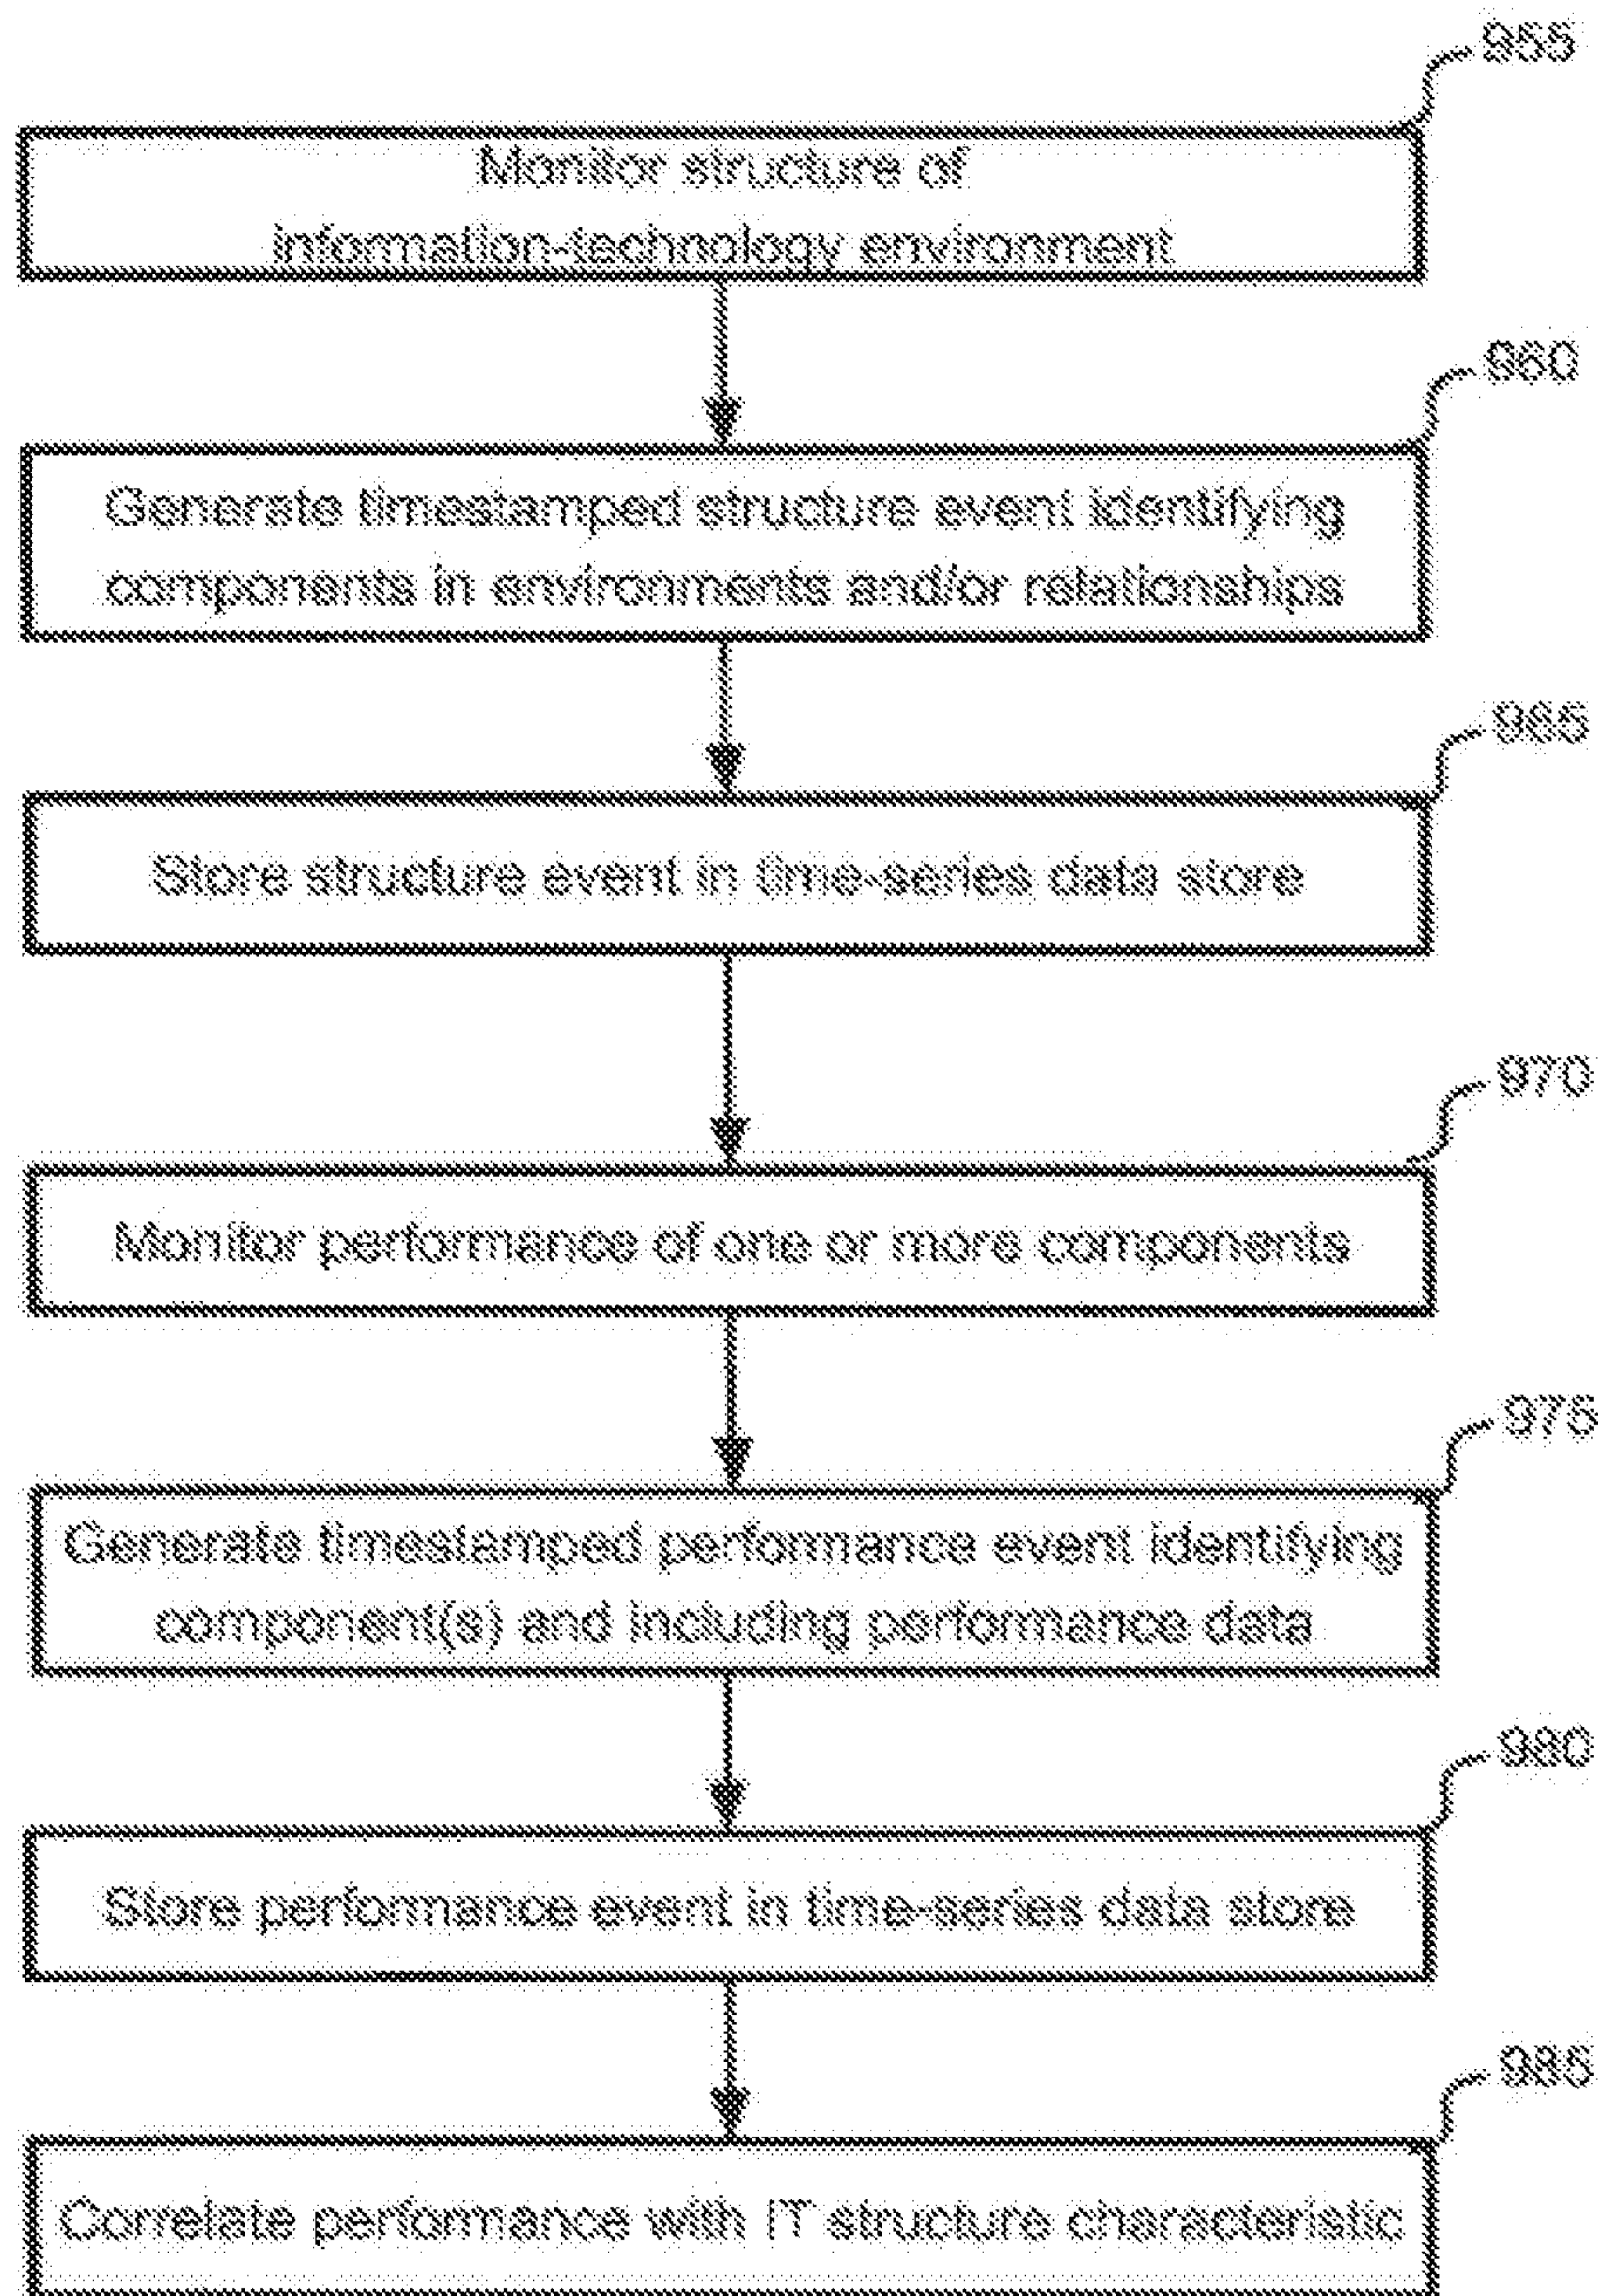 955
Monitor structure of
information-technology environment
960
Generate timestamped structure event identifying
components in environments and/or relationships
965
Store structure event in time-series data store
970
Monitor performance of one or more components
975
Generate timestamped performance event identifying
component(s) and including performance data
980
Store performance event in time-series data store
985
Correlate performance with IT structure characteristic